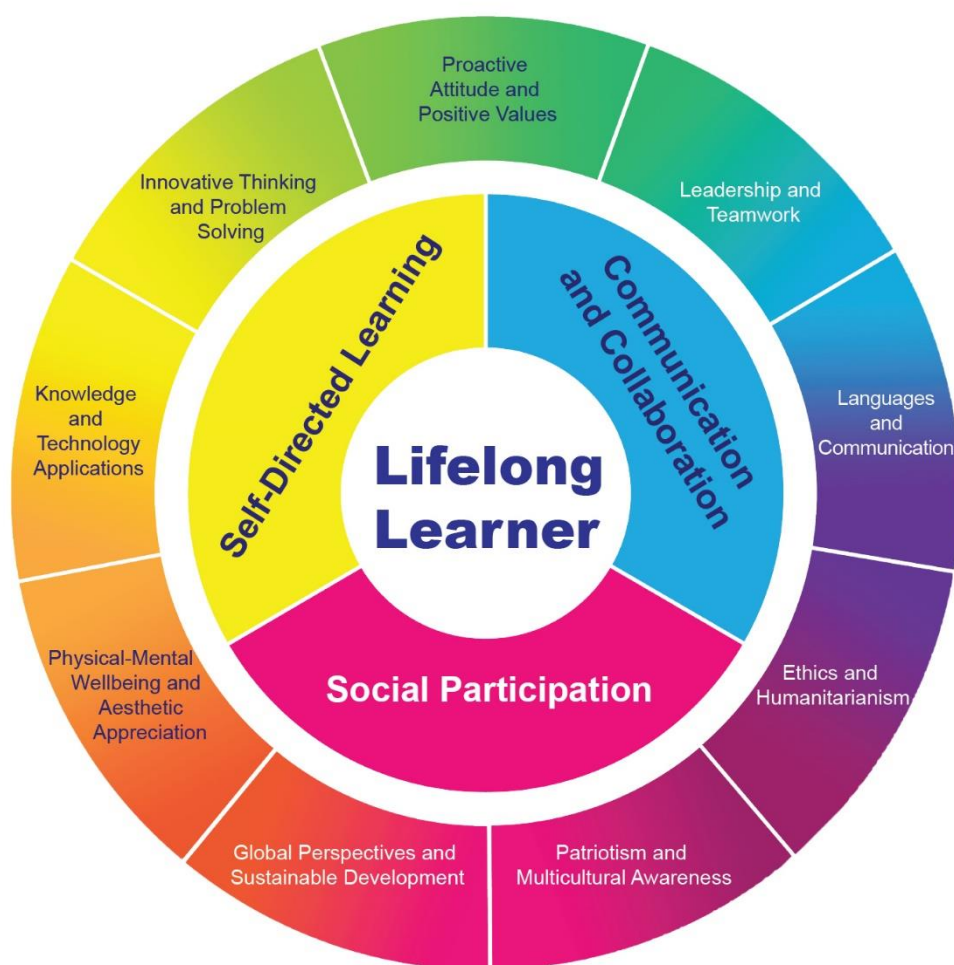 Proactive
Attitude and
Positive Values
Leadership and
Teamwork
Languages
and
Communication
Ethics and
Humanitarianism
Patriotism and
Multicultural Awareness
Global Perspectives and
Sustainable Development
Physical-Mental
Wellbeing and
Aesthetic
Appreciation
Knowledge
and
Technology
Applications
Innovative Thinking
and Problem
Solving
Self-Directed Learning
Communication
and Collaboration
Social Participation
Lifelong
Learner